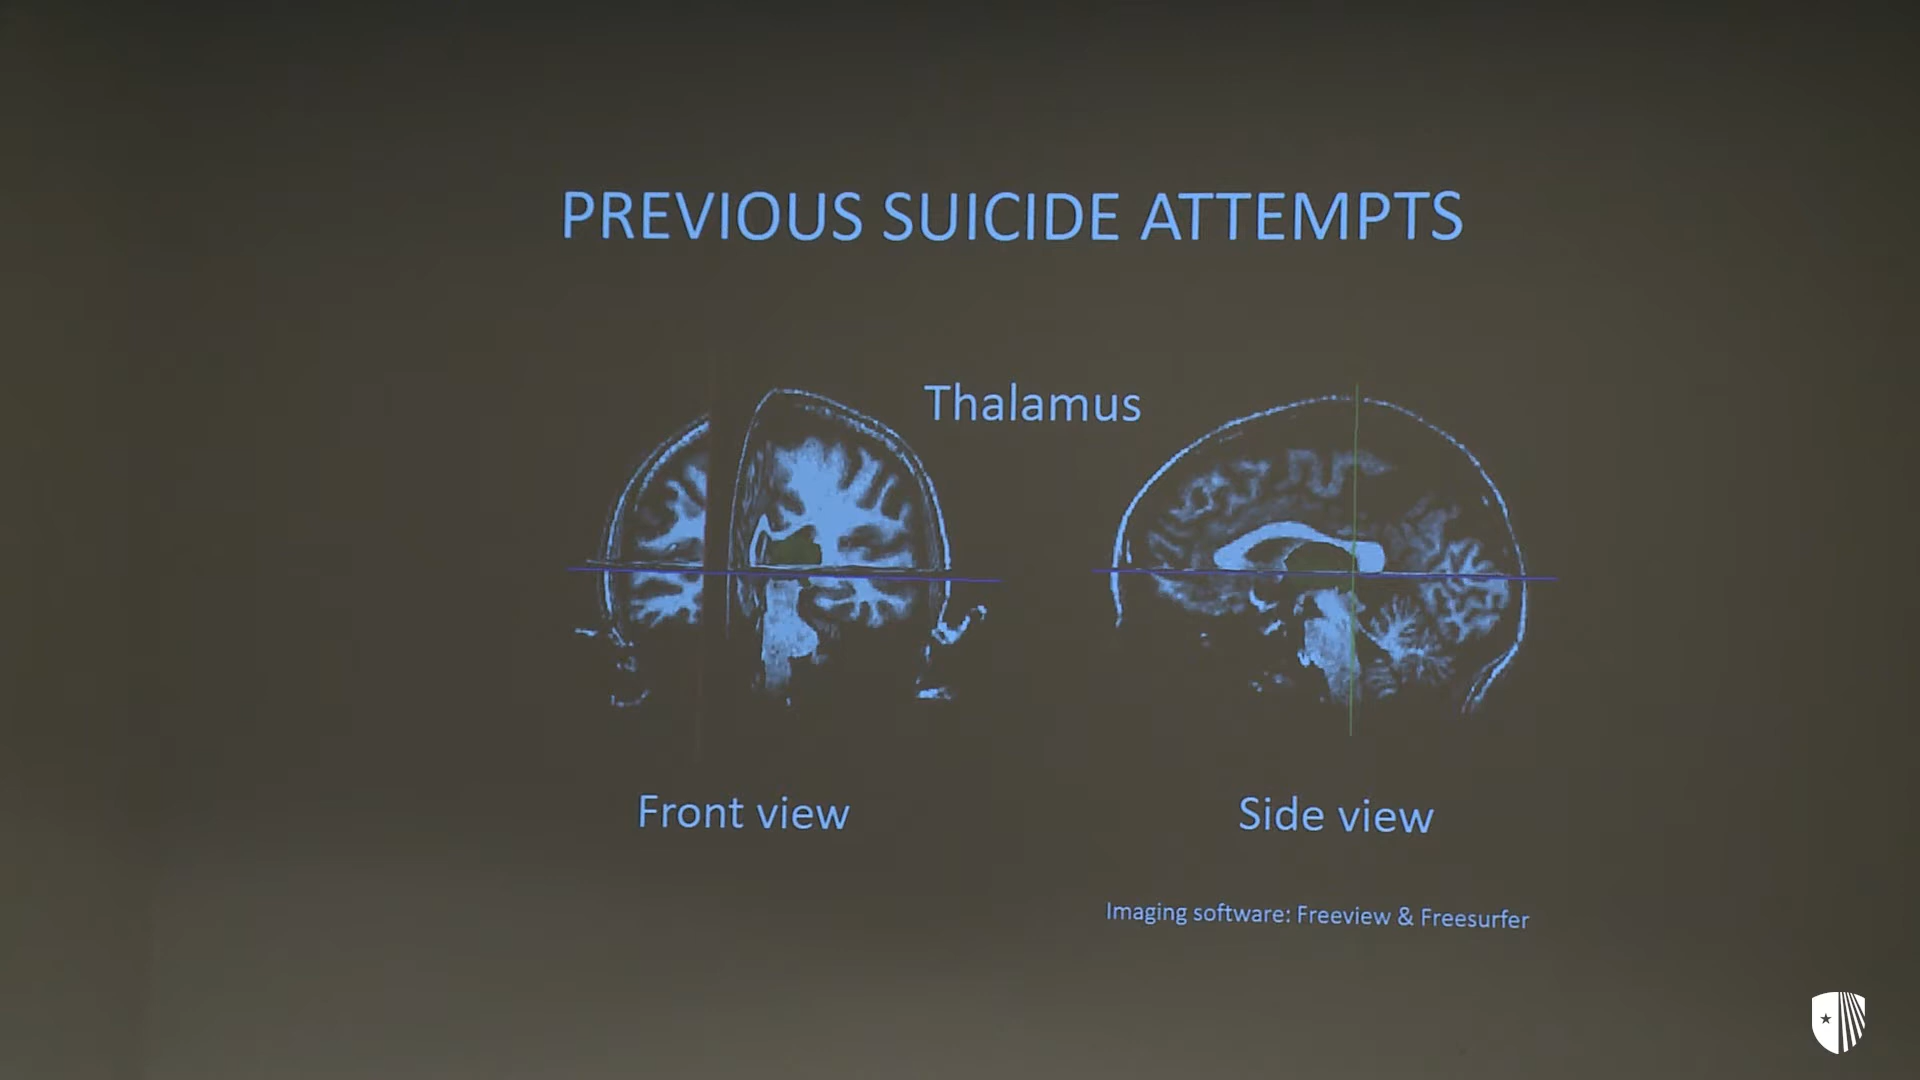 PREVIOUS SUICIDE ATTEMPTS
Thalamus
Front view
Side view
Imaging software: Freeview & Freesurfer